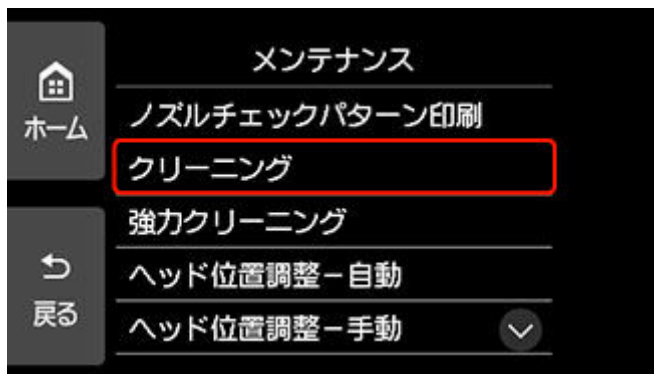 メンテナンス
ホーム
ノズルチェックパターン印刷
クリーニング
強力クリーニング
ヘッド位置調整－自動
戻る
ヘッド位置調整－手動